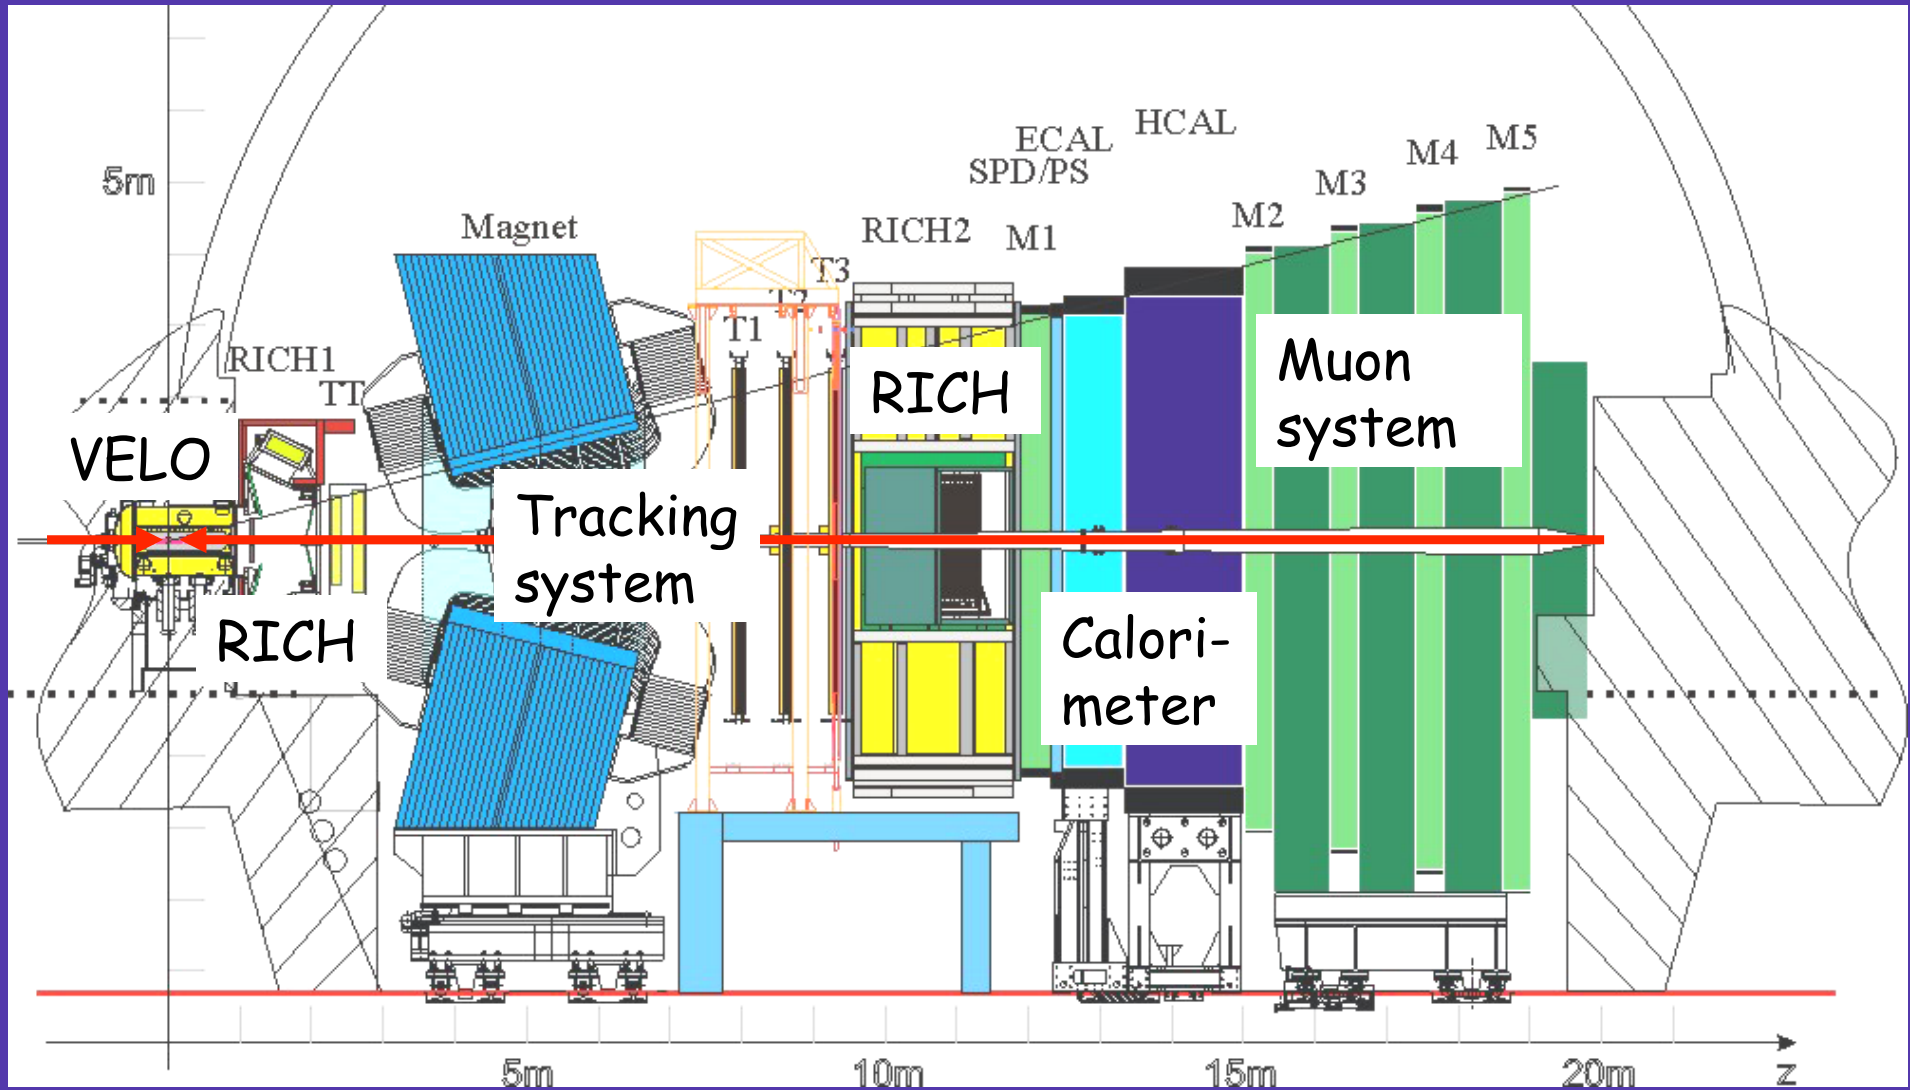 HCAL
ECAL
M5
M4
SPD/PS
M3
5m
M2
Magnet
RICH2
M1
T3
T2
T1
RICH1
TT
RICH
Muon
system
VELO
Tracking
system
RICH
Calori-
meter
5m
10m
15m
20m
z